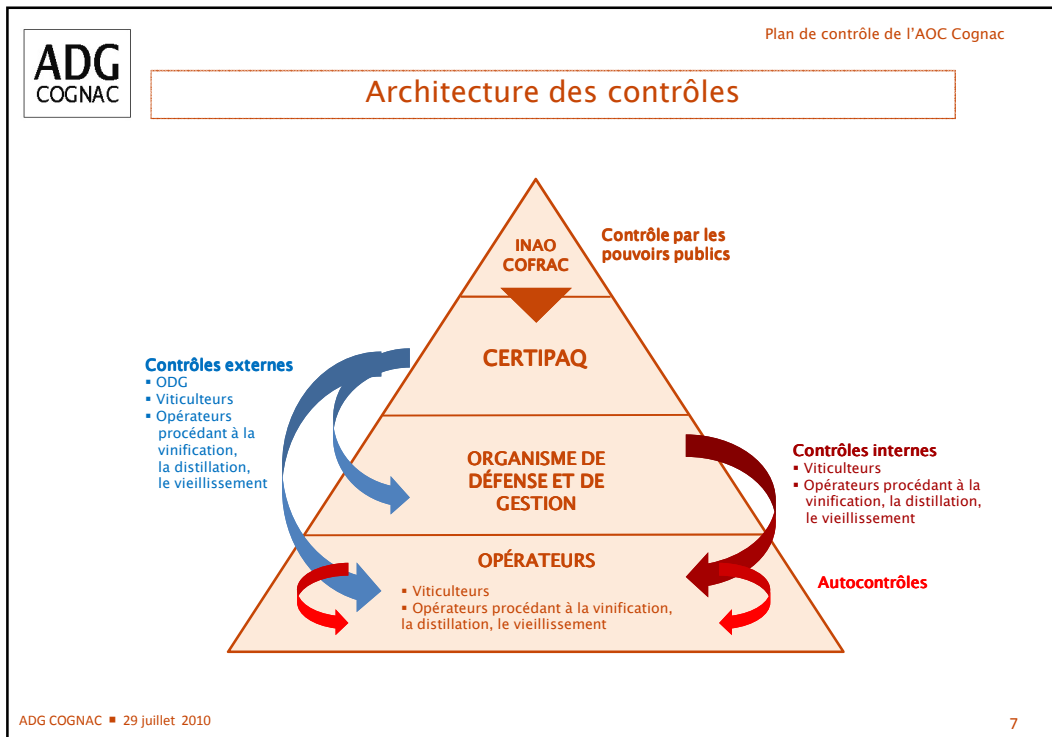 Plan de contrôle de l'AOC Cognac
ADG
COGNAC
Architecture des contrôles
INAO
COFRAC
Contrôle par les
pouvoirs publics
CERTIPAQ
Contrôles externes
▪ ODG
▪ Viticulteurs
▪ Opérateurs
procédant à la
vinification,
la distillation,
le vieillissement
ORGANISME DE
DÉFENSE ET DE
GESTION
Contrôles internes
▪ Viticulteurs
▪ Opérateurs procédant à la
vinification, la distillation,
le vieillissement
OPÉRATEURS
▪ Viticulteurs
▪ Opérateurs procédant à la vinification,
la distillation, le vieillissement
Autocontrôles
ADG COGNAC ▪ 29 juillet 2010
7